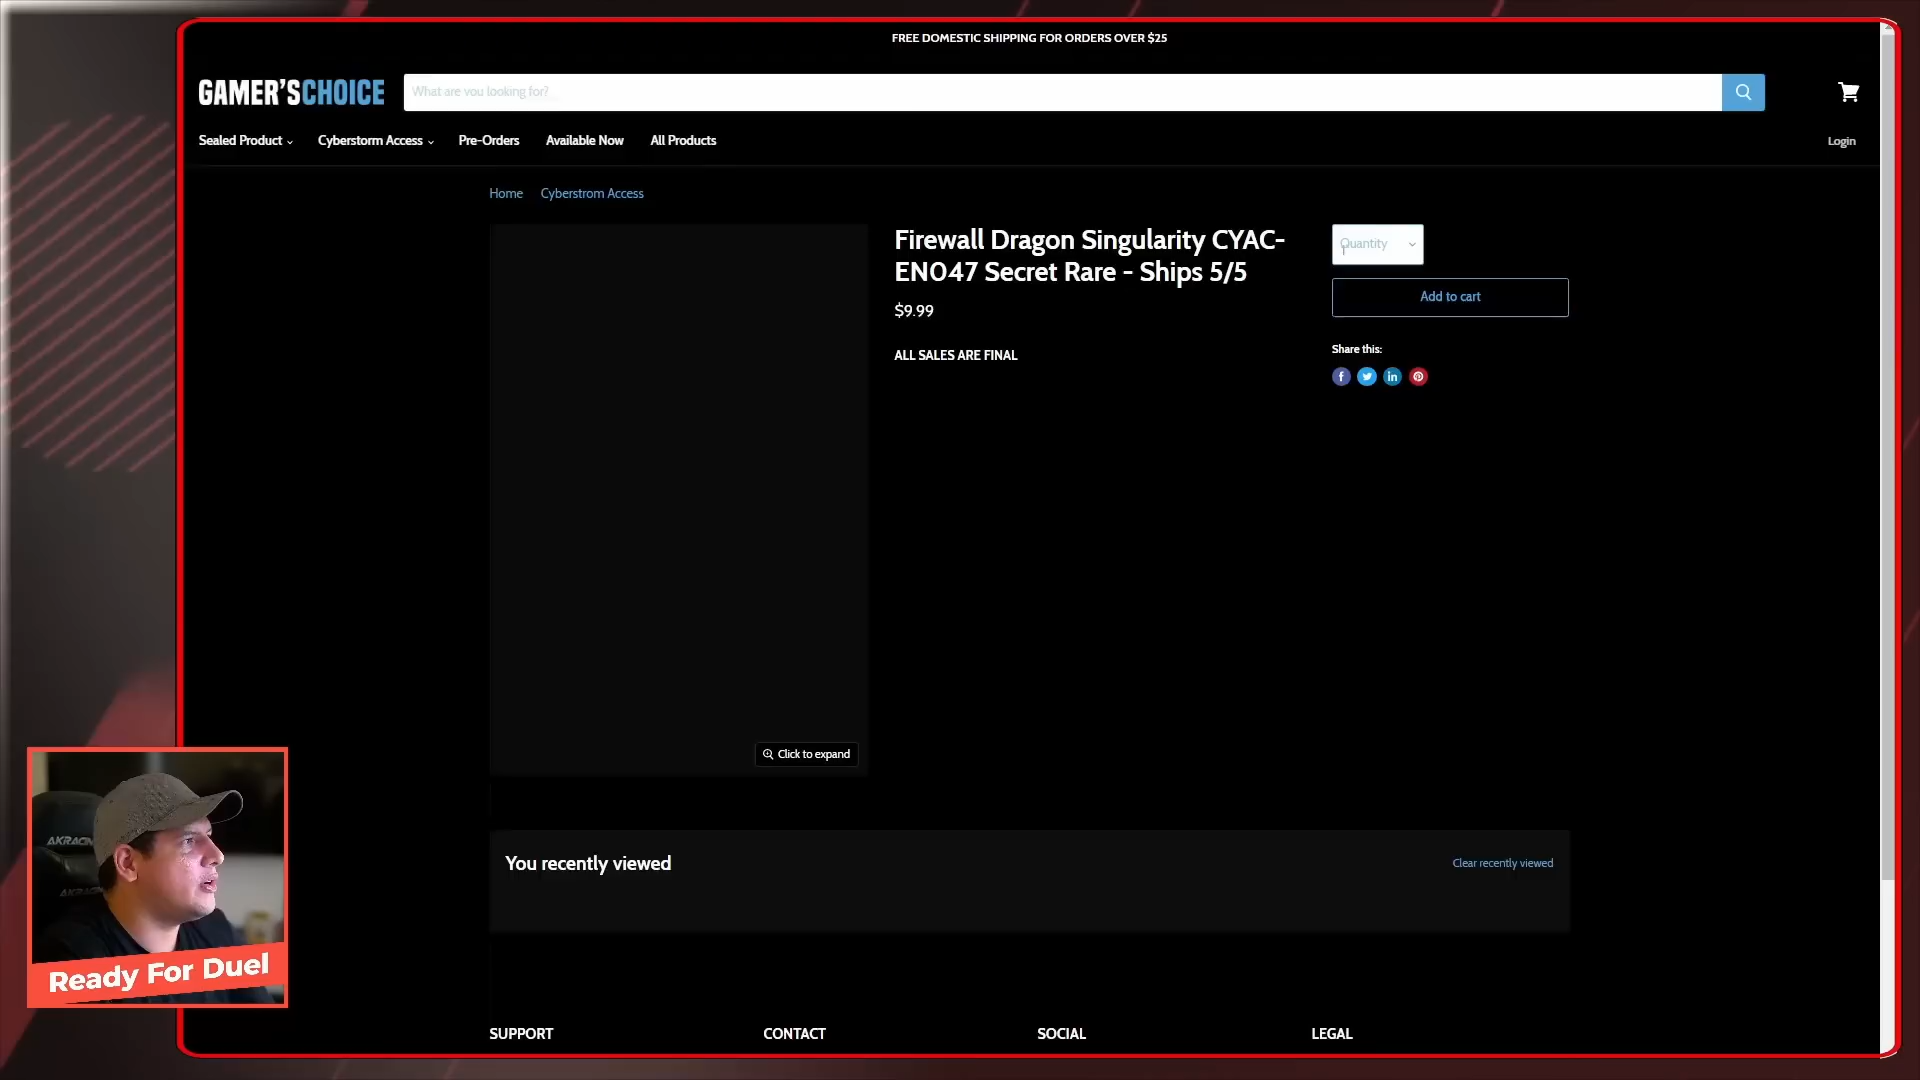 FREE DOMESTIC SHIPPING FOR ORDERS OVER $25
GAMER'SCHOICE
What are you looking for?
Sealed Product
Cyberstorm Access
Pre-Orders
Available Now
All Products
Login
Home
Cyberstrom Access
Firewall Dragon Singularity CYAC-
EN047 Secret Rare - Ships 5/5
$9.99
ALL SALES ARE FINAL
Quantity
Add to cart
Share this:
Click to expand
You recently viewed
Clear recently viewed
AKRACIN
Ready For Duel
SUPPORT
CONTACT
SOCIAL
LEGAL